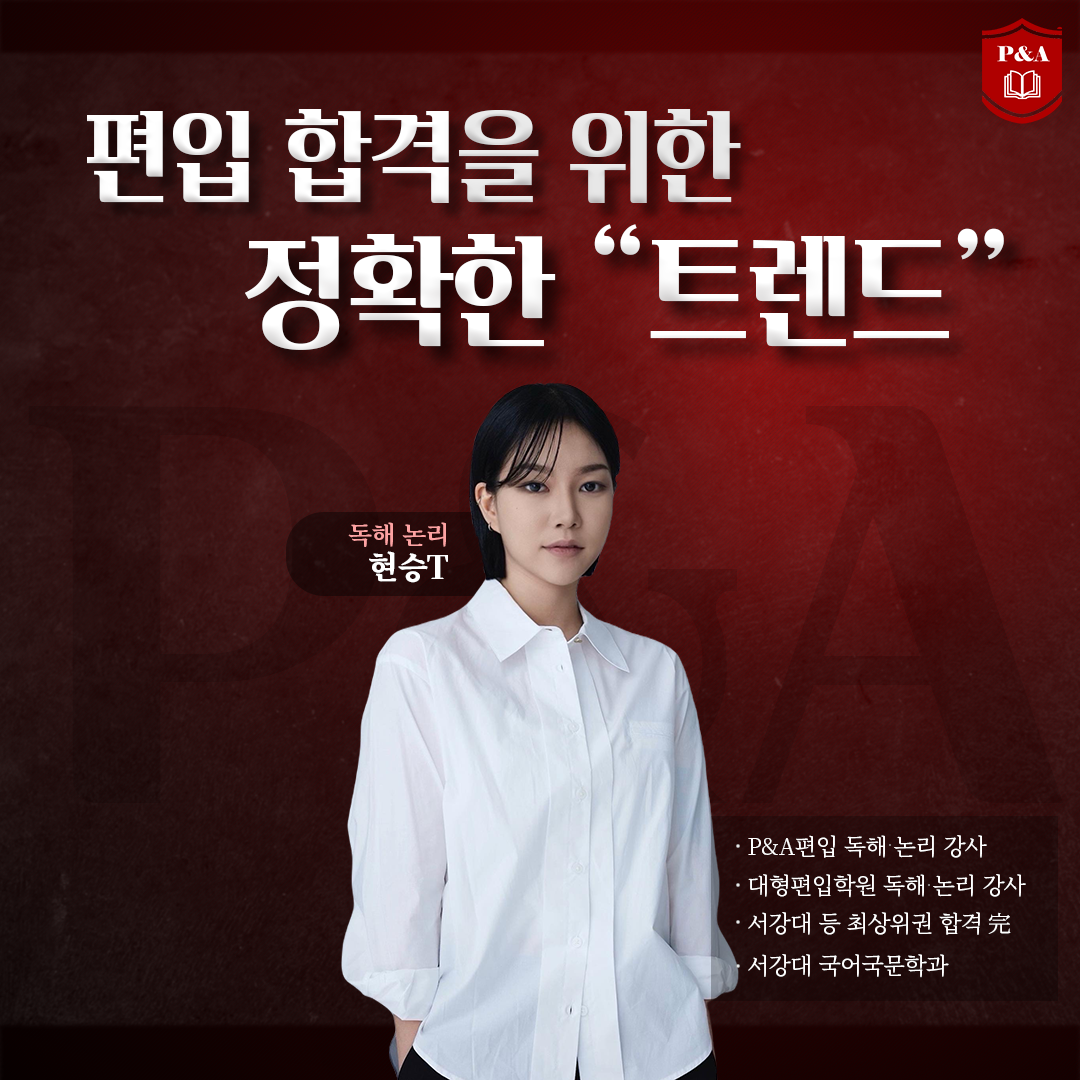 P&A
편입 합격을 위한
정확한 “트렌드”
독해 논리
현승T
· P&A편입 독해·논리 강사
· 대형편입학원 독해·논리 강사
· 서강대 등 최상위권 합격 完
· 서강대 국어국문학과
P&A